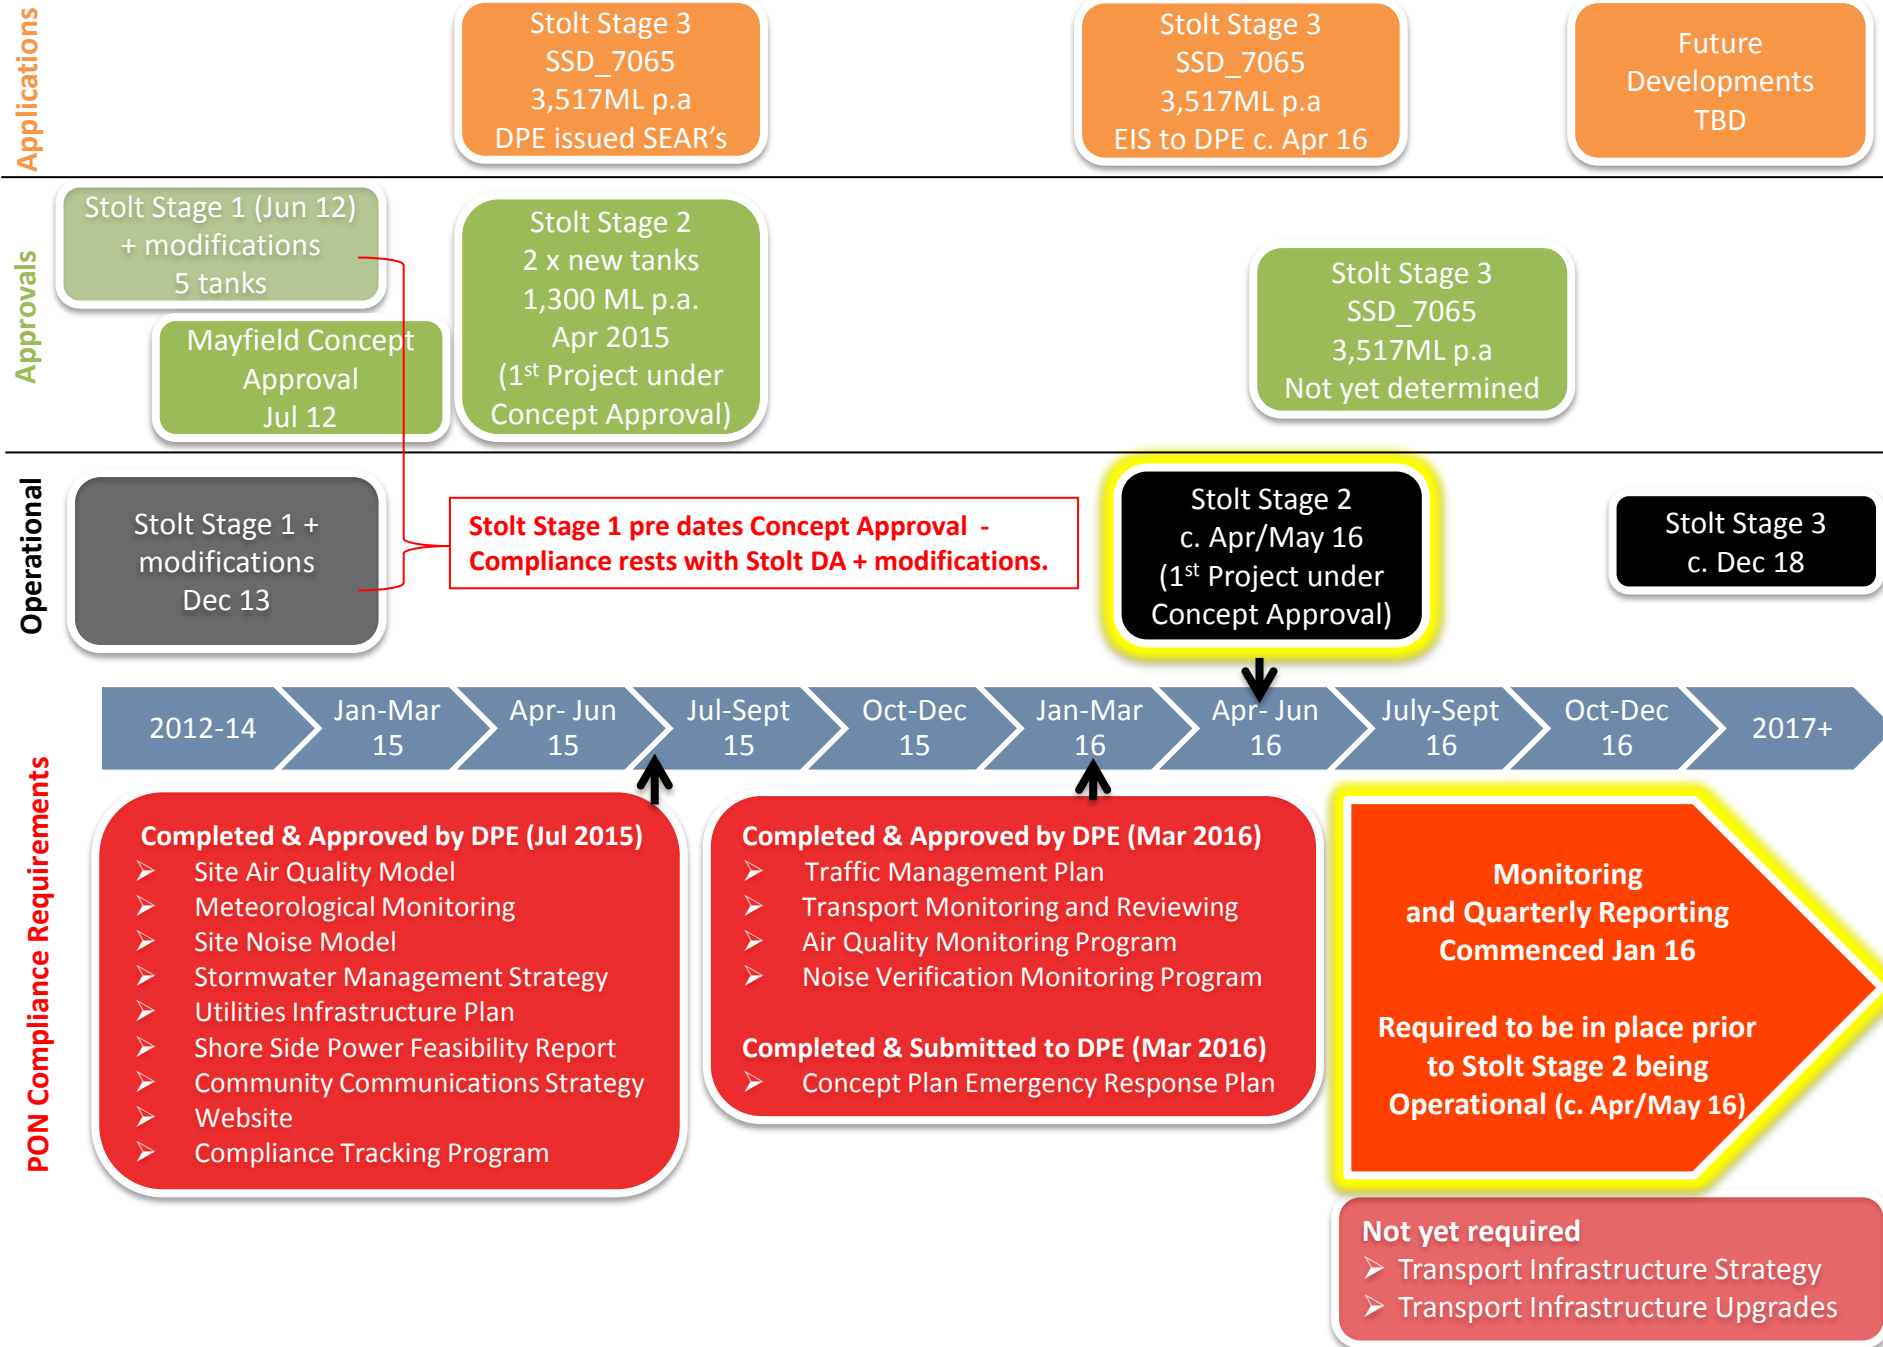 Applications
Stolt Stage 3
SSD_7065
3,517ML p.a
DPE issued SEAR's
Stolt Stage 3
SSD_7065
3,517ML p.a
EIS to DPE c. Apr 16
Future
Developments
TBD
Approvals
Stolt Stage 1 (Jun 12)
+ modifications
5 tanks
Mayfield Concept
Approval
Jul 12
Stolt Stage 2
2 x new tanks
1,300 ML p.a.
Apr 2015
(1st Project under
Concept Approval)
Stolt Stage 3
SSD_7065
3,517ML p.a
Not yet determined
Operational
Stolt Stage 1 +
modifications
Dec 13
Stolt Stage 1 pre dates Concept Approval -
Compliance rests with Stolt DA + modifications.
Stolt Stage 2
c. Apr/May 16
(1st Project under
Concept Approval)
Stolt Stage 3
c. Dec 18
2012-14
Jan-Mar
15
Apr- Jun
15
Jul-Sept
15
Oct-Dec
15
Jan-Mar
16
Apr- Jun
16
July-Sept
16
Oct-Dec
16
2017+
PON Compliance Requirements
Completed & Approved by DPE (Jul 2015)
➢ Site Air Quality Model
➢ Meteorological Monitoring
➢ Site Noise Model
➢ Stormwater Management Strategy
➢ Utilities Infrastructure Plan
➢ Shore Side Power Feasibility Report
➢ Community Communications Strategy
➢ Website
➢ Compliance Tracking Program
Completed & Approved by DPE (Mar 2016)
➢ Traffic Management Plan
➢ Transport Monitoring and Reviewing
➢ Air Quality Monitoring Program
➢ Noise Verification Monitoring Program
Completed & Submitted to DPE (Mar 2016)
➢ Concept Plan Emergency Response Plan
Monitoring
and Quarterly Reporting
Commenced Jan 16
Required to be in place prior
to Stolt Stage 2 being
Operational (c. Apr/May 16)
Not yet required
➢ Transport Infrastructure Strategy
➢ Transport Infrastructure Upgrades